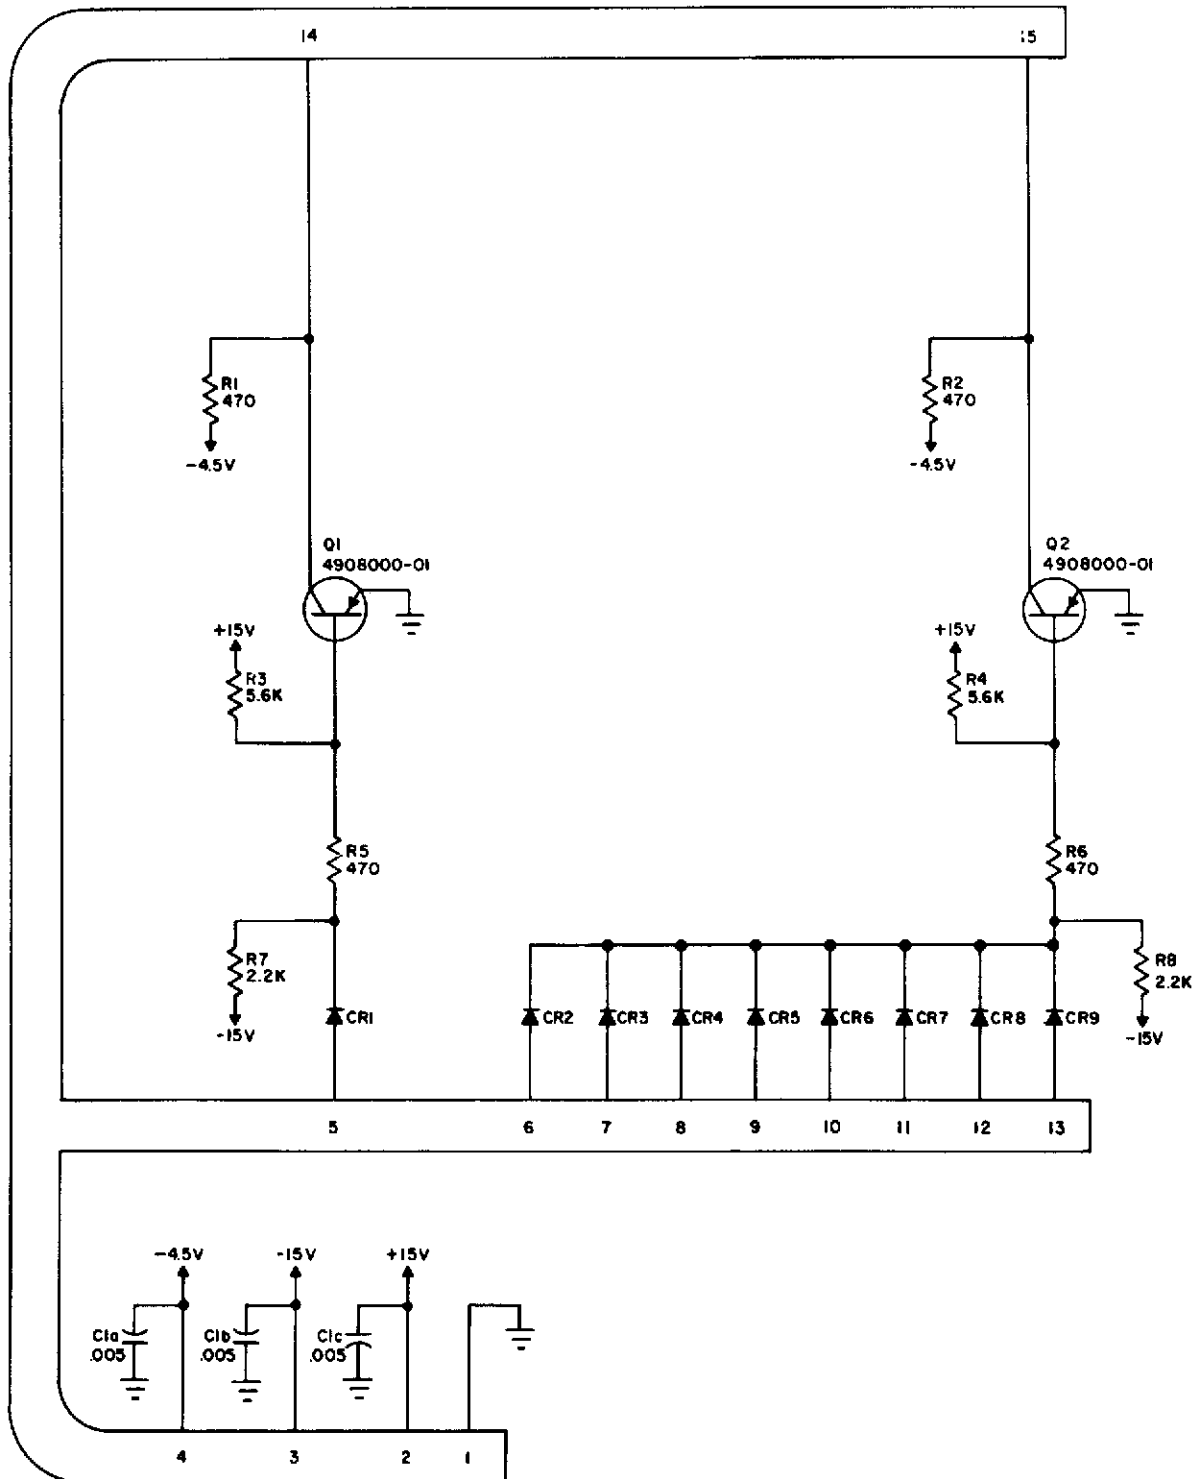 14
15
R1
470
-4.5V
R2
470
-4.5V
Q1
4908000-01
Q2
4908000-01
+15V
R3
5.6K
+15V
R4
5.6K
R5
470
R6
470
R7
2.2K
-15V
R8
2.2K
-15V
CR1
CR2
CR3
CR4
CR5
CR6
CR7
CR8
CR9
5
6
7
8
9
10
11
12
13
-4.5V
-15V
+15V
C1a
.005
C1b
.005
C1c
.005
4
3
2
1